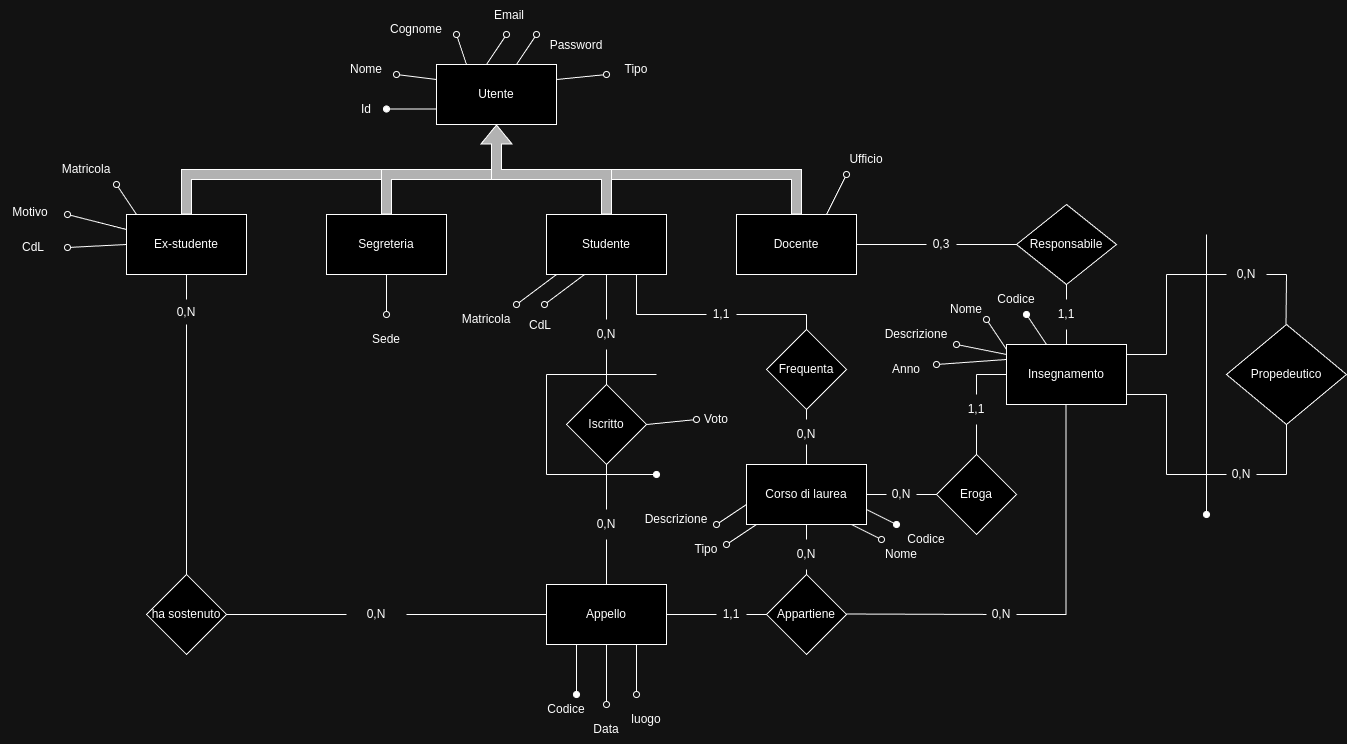 Email
Cognome
Password
Nome
Tipo
Utente
Id
Ufficio
Matricola
Motivo
CdL
Ex-studente
Segreteria
Studente
Docente
0,3
Responsabile
0,N
0,N
Codice
Nome
1,1
1,1
Matricola
CdL
0,N
Sede
Descrizione
Anno
Frequenta
Insegnamento
Propedeutico
1,1
Iscritto
Voto
0,N
0,N
Corso di laurea
0,N
Eroga
0,N
Descrizione
0,N
Codice
Tipo
0,N
Nome
ha sostenuto
0,N
Appello
1,1
Appartiene
0,N
Codice
Data
luogo